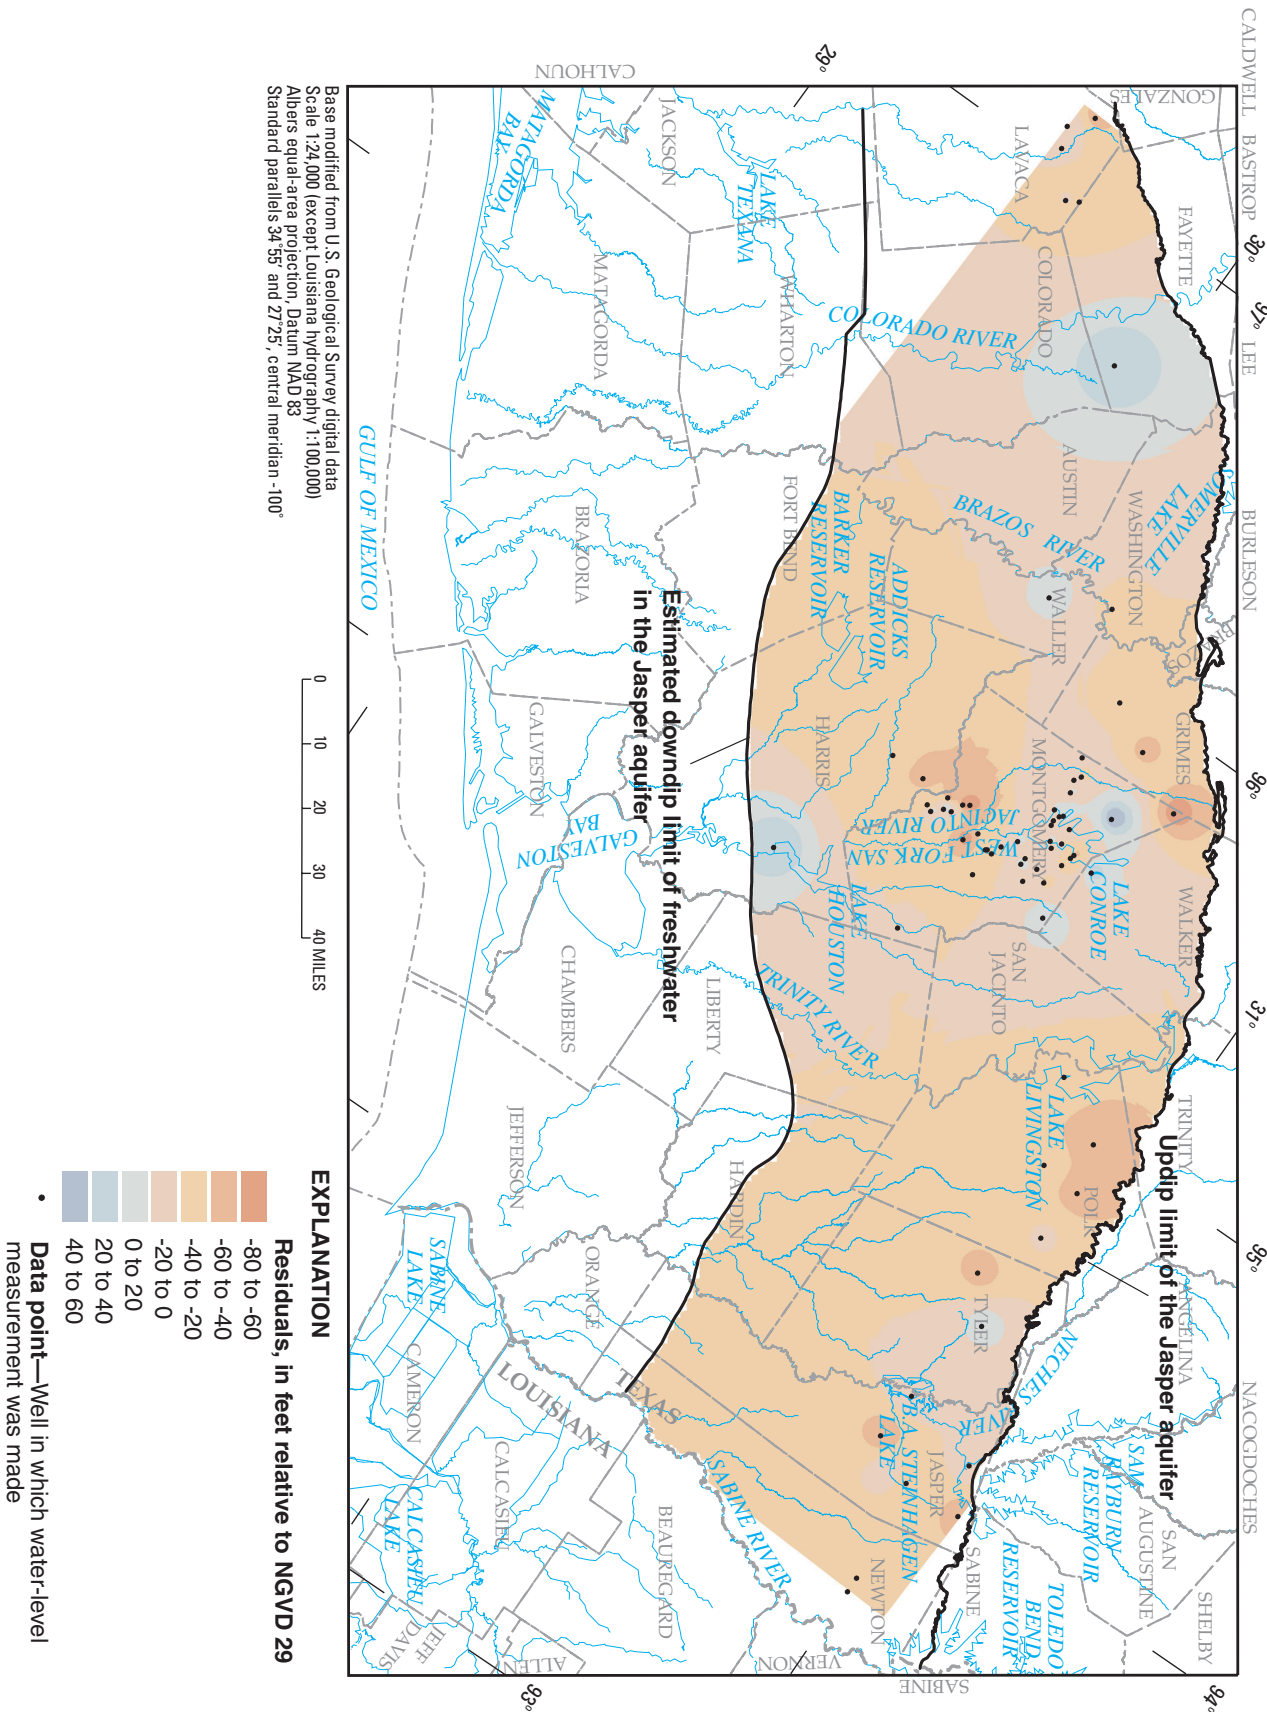 CALDWELL
BASTROP
30°
97°
LEE
BURLESON
96°
31°
95°
NACOGDOCHES
94°
GONZALES
FAYETTE
LAVACA
COLORADO
COLORADO RIVER
29°
CALHOUN
JACKSON
LAKE
TEXANA
MATAGORDA
BAY
MATAGORDA
WHARTON
AUSTIN
WASHINGTON
LAKE
BRAZOS RIVER
WALLER
FORT BEND
BARKER
RESERVOIR
ADDICKS
RESERVOIR
BRAZORIA
GULF OF MEXICO
GRIMES
MONTGOMERY
HARRIS
WEST FORK SAN
JACINTO RIVER
LAKE
CONROE
WALKER
LAKE
HOUSTON
SAN
JACINTO
GALVESTON
GALVESTON
BAY
CHAMBERS
LIBERTY
TRINITY RIVER
TRINITY
LAKE
LIVINGSTON
POLK
HARDIN
JEFFERSON
ORANGE
TYLER
ANGELINA
NECHES
RIVER
B.A. STEINHAGEN
LAKE
JASPER
SAM
RAYBURN
RESERVOIR
SAN
AUGUSTINE
SHELBY
SABINE
TOLEDO
BEND
RESERVOIR
NEWTON
SABINE RIVER
SABINE
VERNON
TEXAS
LOUISIANA
SABINE
LAKE
CAMERON
CALCASIEU
CALCASIEU
LAKE
BEAUREGARD
JEFF
DAVIS
ALLEN
93°
Estimated downdip limit of freshwater
in the Jasper aquifer
Updip limit of the Jasper aquifer
Base modified from U.S. Geological Survey digital data
Scale 1:24,000 (except Louisiana hydrography 1:100,000)
Albers equal-area projection, Datum NAD 83
Standard parallels 34°55' and 27°25', central meridian -100°
0 10 20 30 40 MILES
EXPLANATION
Residuals, in feet relative to NGVD 29
-80 to -60
-60 to -40
-40 to -20
-20 to 0
0 to 20
20 to 40
40 to 60
Data point—Well in which water-level
measurement was made